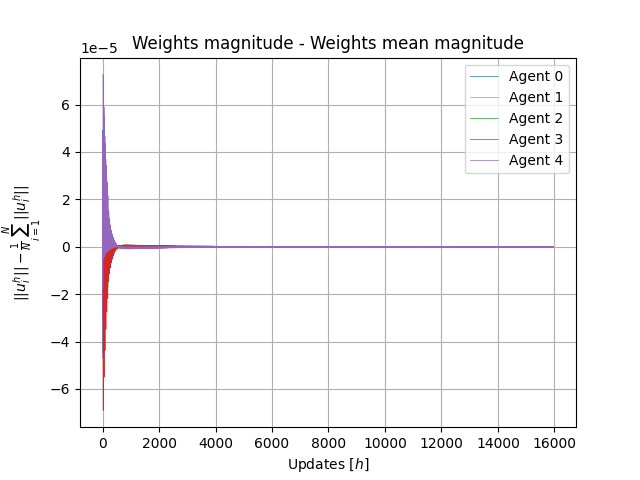 Weights magnitude - Weights mean magnitude
1e−5
6
4
2
0
−2
−4
−6
||u_i^h|| − \frac{1}{N} \sum_{i=1}^{N} ||u_i^h||
Agent 0
Agent 1
Agent 2
Agent 3
Agent 4
0 2000 4000 6000 8000 10000 12000 14000 16000
Updates [h]